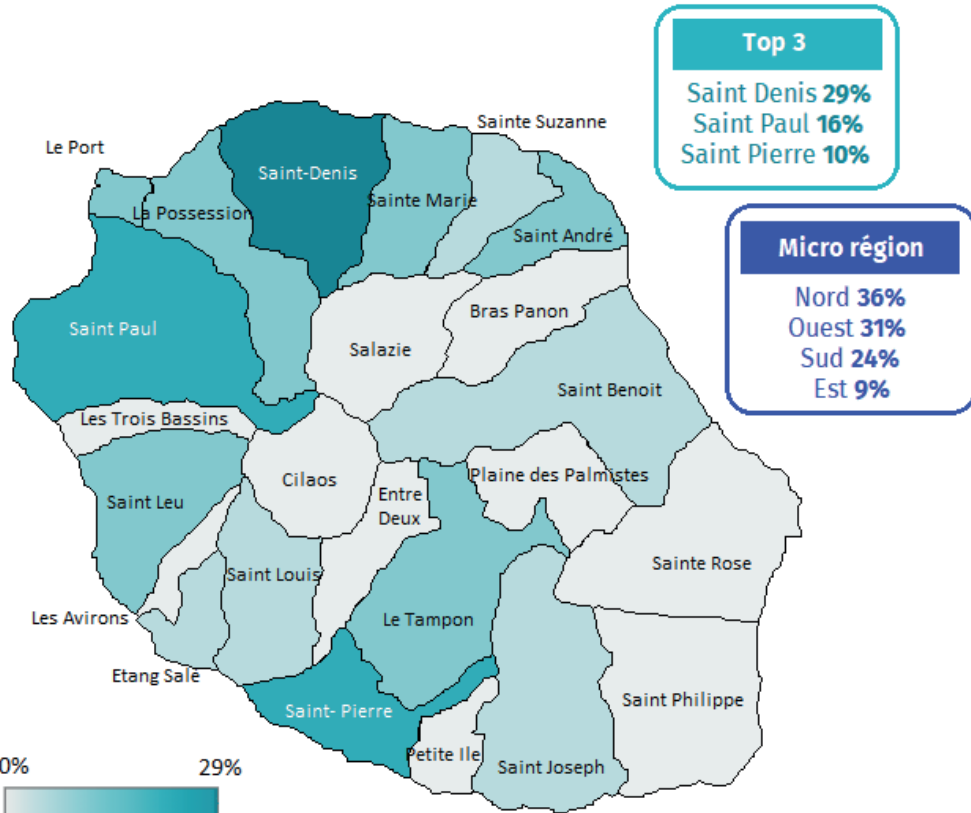 Top 3
Saint Denis 29%
Saint Paul 16%
Saint Pierre 10%
Micro région
Nord 36%
Ouest 31%
Sud 24%
Est 9%
Sainte Suzanne
Le Port
Saint-Denis
Sainte Marie
La Possession
Saint André
Bras Panon
Saint Paul
Salazie
Saint Benoit
Les Trois Bassins
Cilaos
Plaine des Palmistes
Entre
Deux
Saint Leu
Sainte Rose
Saint Louis
Les Avirons
Le Tampon
Etang Sale
Saint Philippe
Saint- Pierre
Petite Ile
Saint Joseph
0%
29%